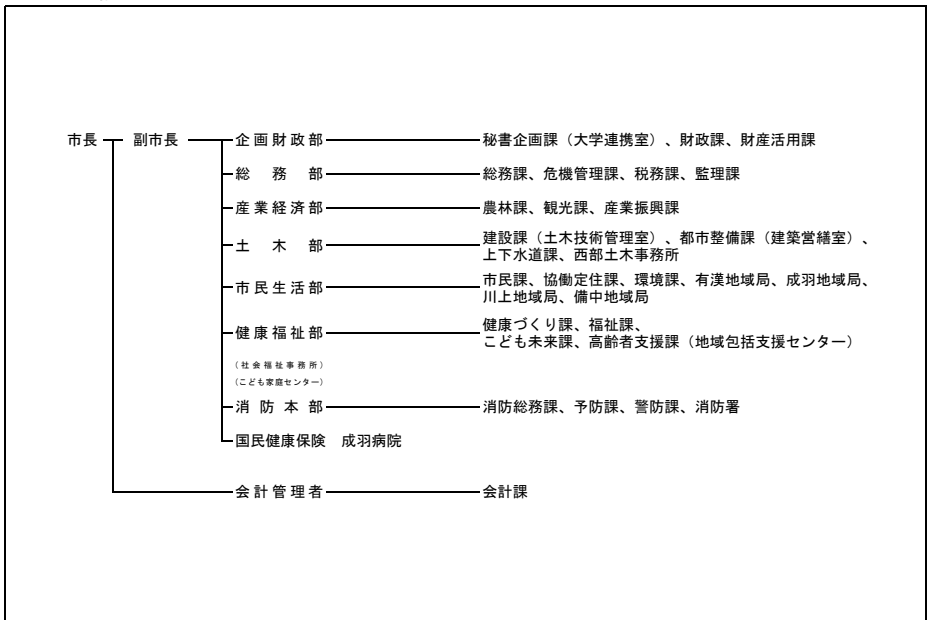 市長 副市長 企画財政部 秘書企画課（大学連携室）、財政課、財産活用課
総務部 総務課、危機管理課、税務課、監理課
産業経済部 農林課、観光課、産業振興課
土木部 建設課（土木技術管理室）、都市整備課（建築営繕室）、
上下水道課、西部土木事務所
市民生活部 市民課、協働定住課、環境課、有漢地域局、成羽地域局、
川上地域局、備中地域局
健康福祉部 健康づくり課、福祉課、
こども未来課、高齢者支援課（地域包括支援センター）
（社会福祉事務所）
（こども家庭センター）
消防本部 消防総務課、予防課、警防課、消防署
国民健康保険 成羽病院
会計管理者 会計課